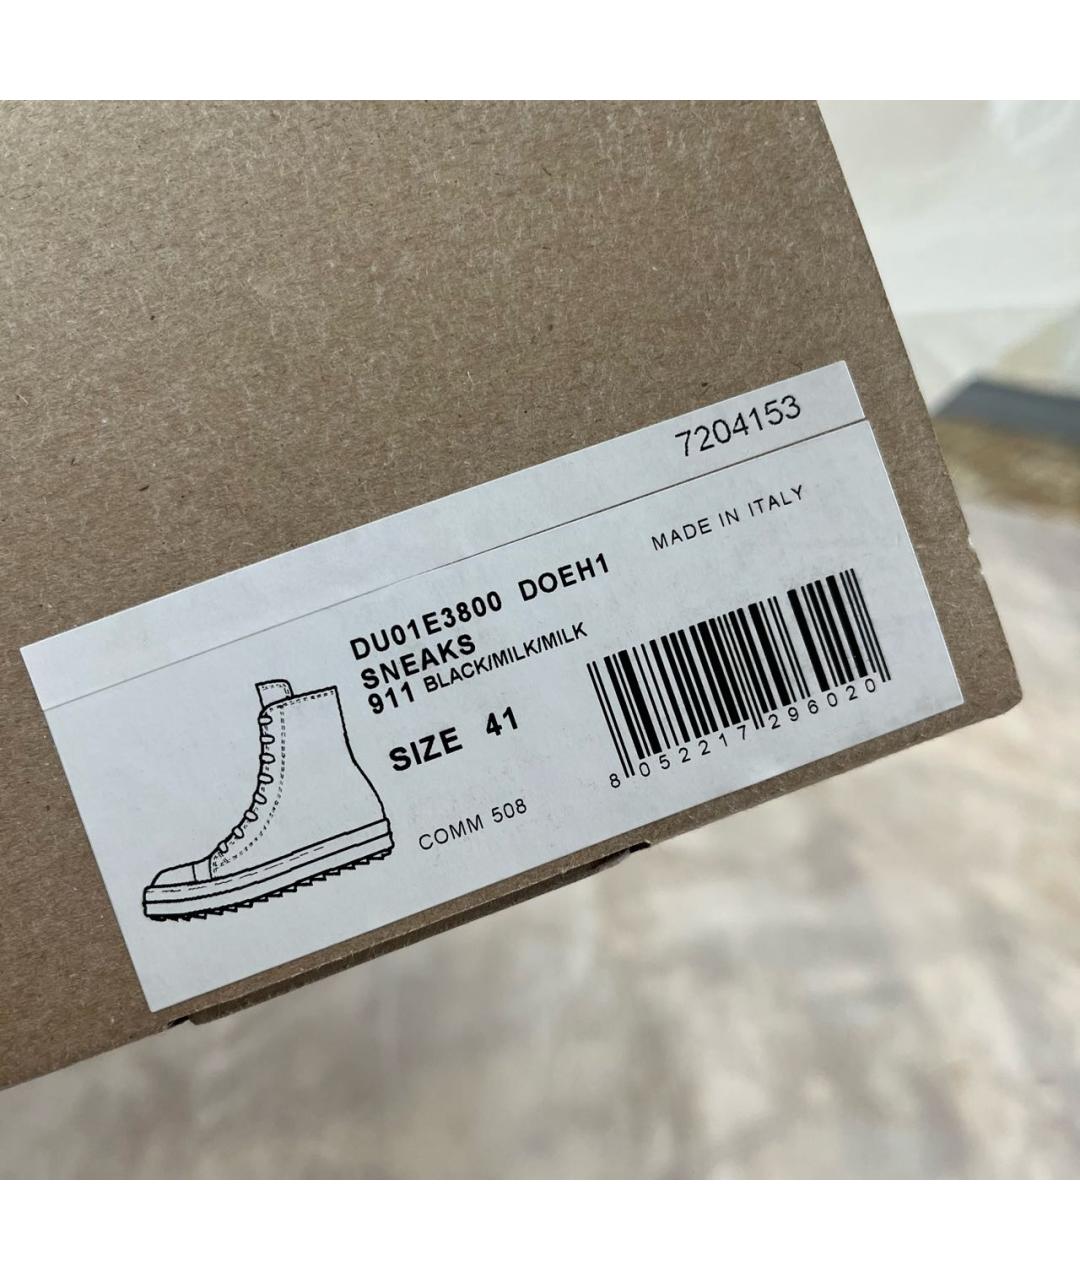 7204153
MADE IN ITALY
DU01E3800 DOEH1
SNEAKS
911 BLACK/MILK/MILK
SIZE 41
COMM 508
8 052217 296020